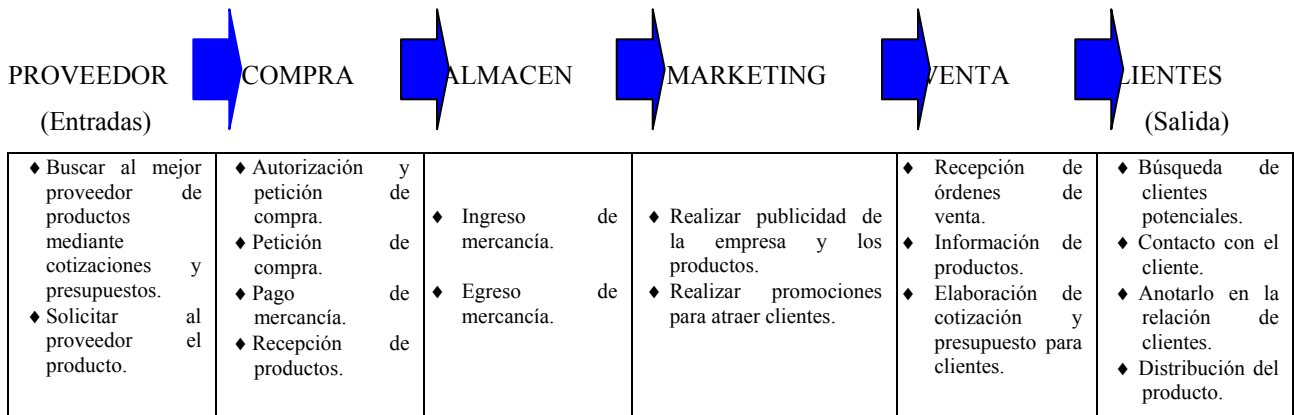 PROVEEDOR COMPRA ALMACEN MARKETING VENTA LIENTES
(Entradas) (Salida)
♦ Buscar al mejor
proveedor de
productos
mediante
cotizaciones y
presupuestos.
♦ Solicitar al
proveedor el
producto.
♦ Autorización y
petición de
compra.
♦ Petición de
compra.
♦ Pago de
mercancía.
♦ Recepción de
productos.
♦ Ingreso de
mercancía.
♦ Egreso de
mercancía.
♦ Realizar publicidad de
la empresa y los
productos.
♦ Realizar promociones
para atraer clientes.
♦ Recepción de
órdenes de
venta.
♦ Información de
productos.
♦ Elaboración de
cotización y
presupuesto para
clientes.
♦ Búsqueda de
clientes
potenciales.
♦ Contacto con el
cliente.
♦ Anotarlo en la
relación de
clientes.
♦ Distribución del
producto.